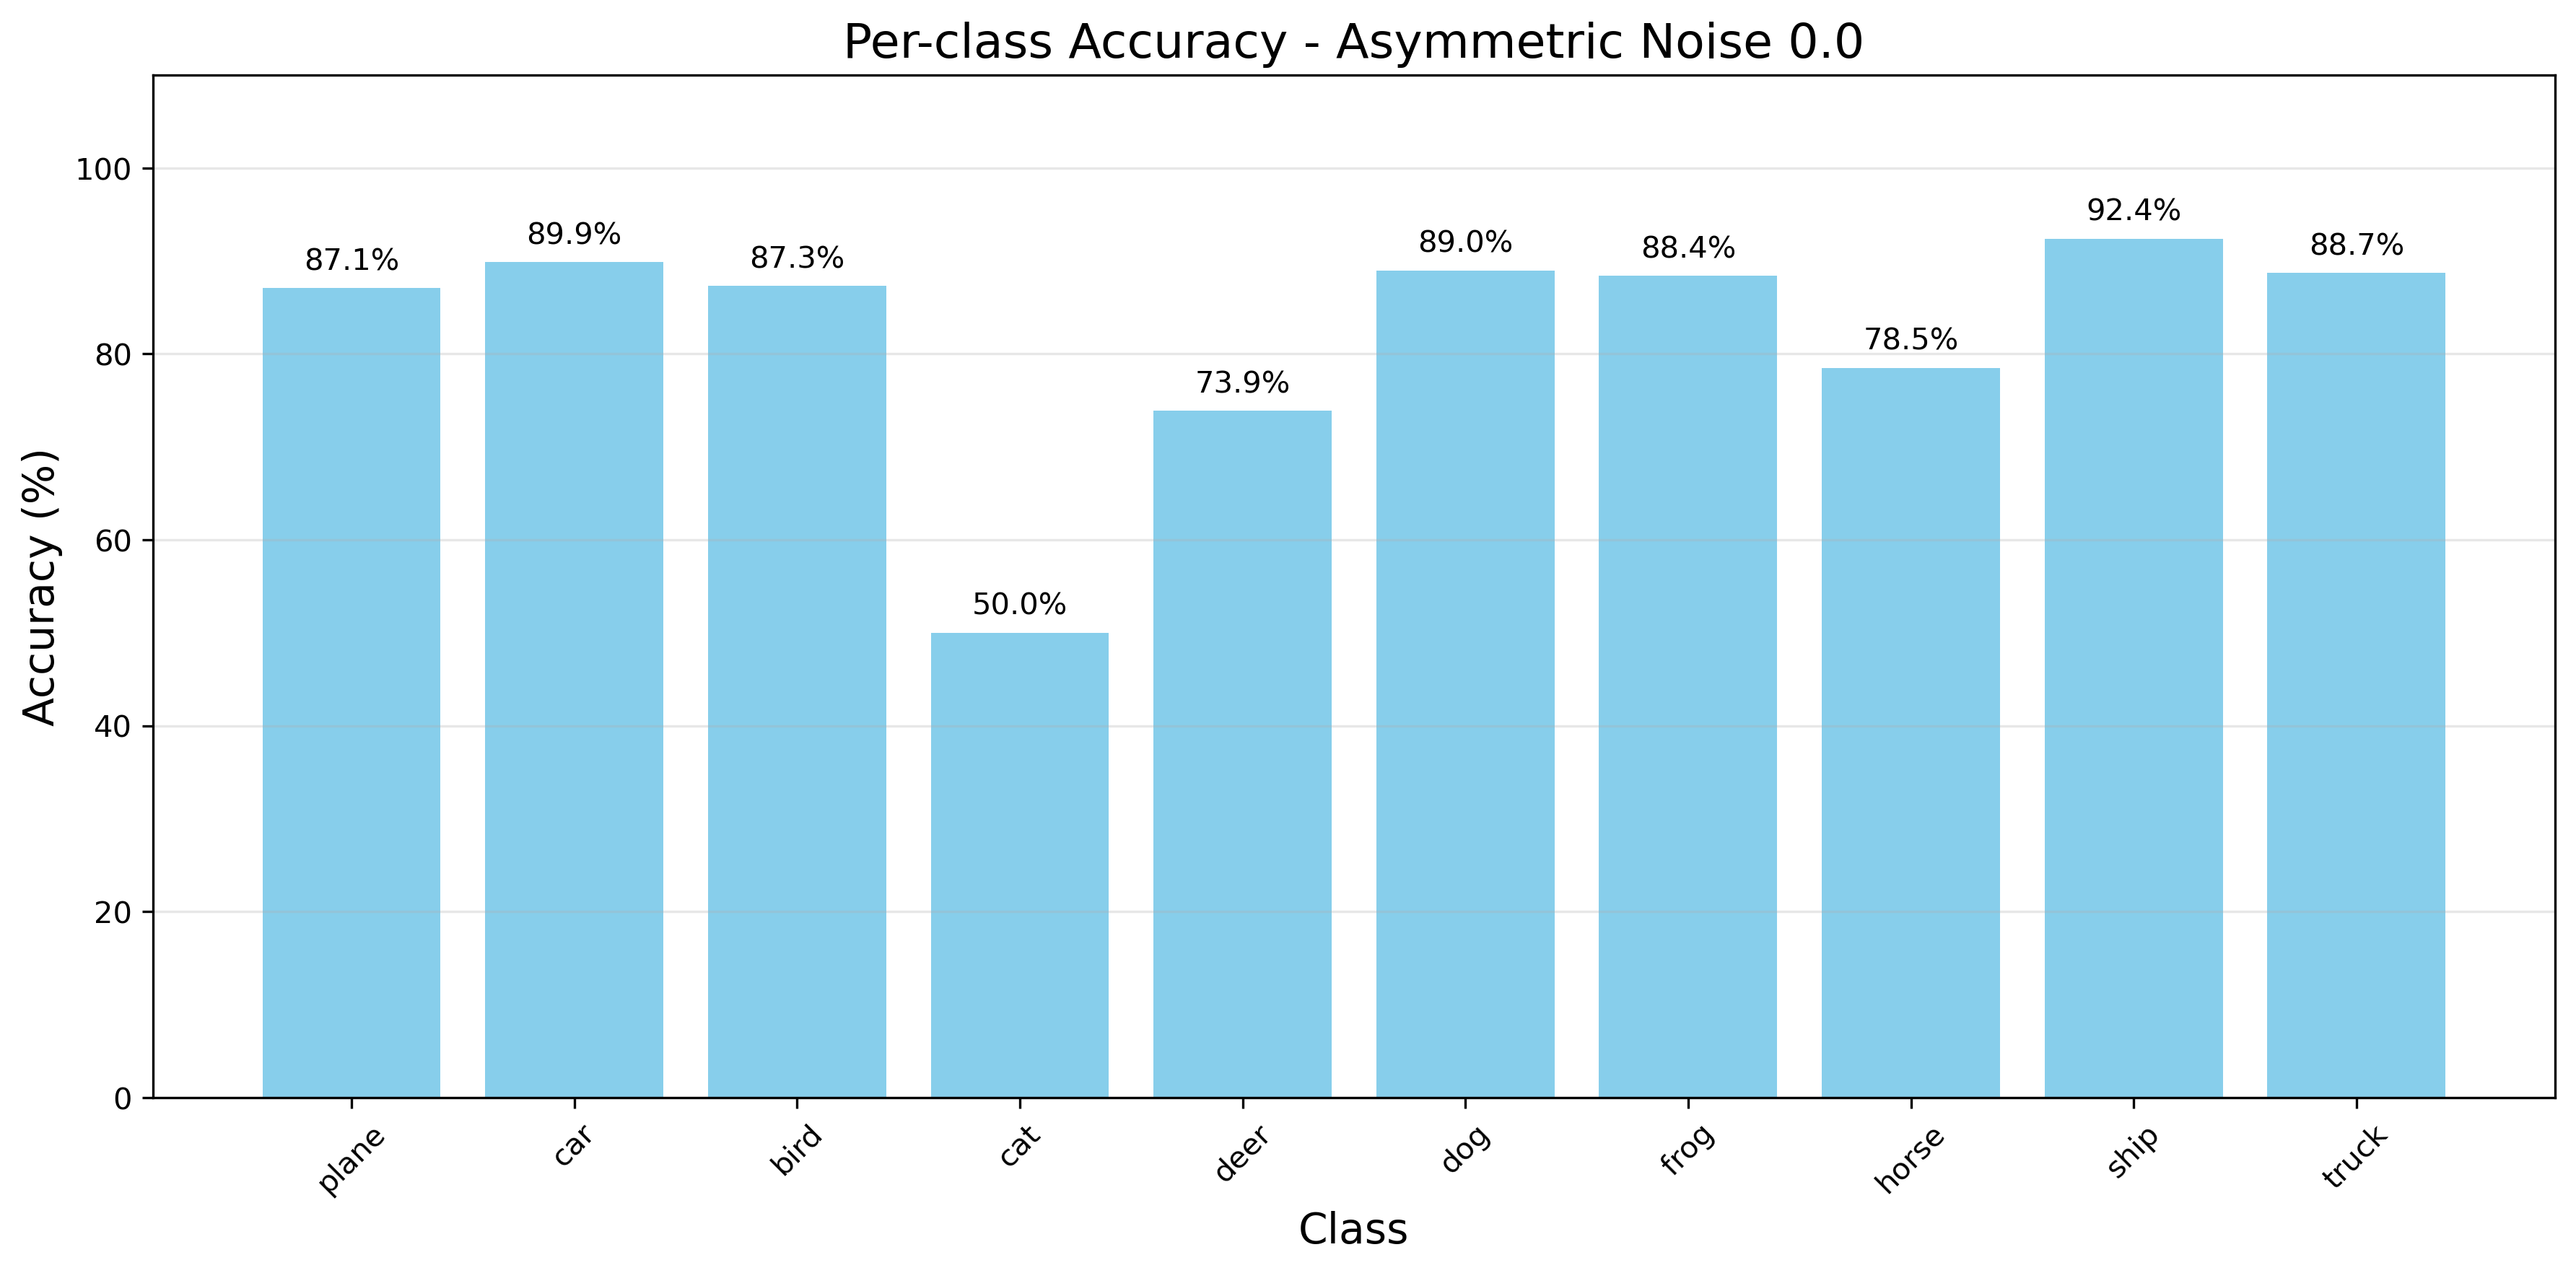 Per-class Accuracy - Asymmetric Noise 0.0
Accuracy (%)
100
80
60
40
20
0
87.1%
89.9%
87.3%
50.0%
73.9%
89.0%
88.4%
78.5%
92.4%
88.7%
plane
car
bird
cat
deer
dog
frog
horse
ship
truck
Class